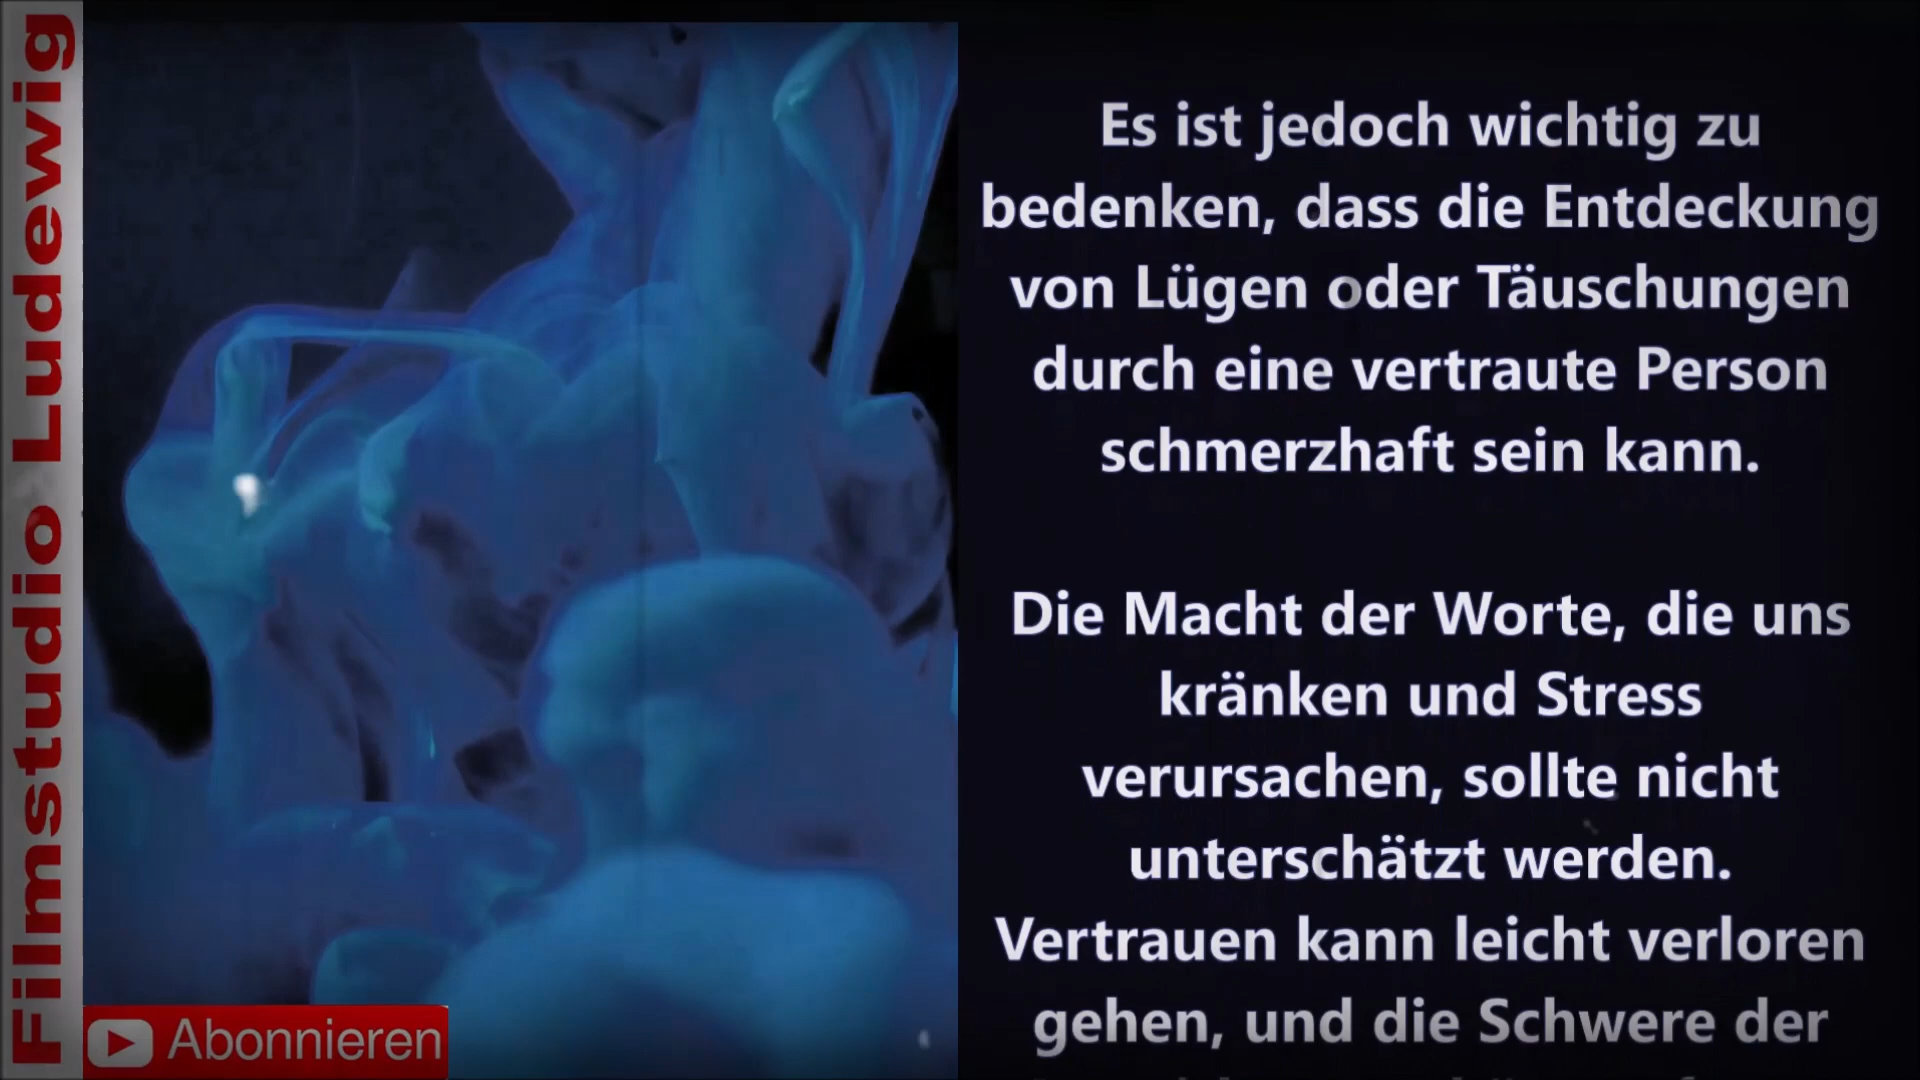 Filmstudio Ludewig
Es ist jedoch wichtig zu
bedenken, dass die Entdeckung
von Lügen oder Täuschungen
durch eine vertraute Person
schmerzhaft sein kann.
Die Macht der Worte, die uns
kränken und Stress
verursachen, sollte nicht
unterschätzt werden.
Vertrauen kann leicht verloren
gehen, und die Schwere der
Abonnieren